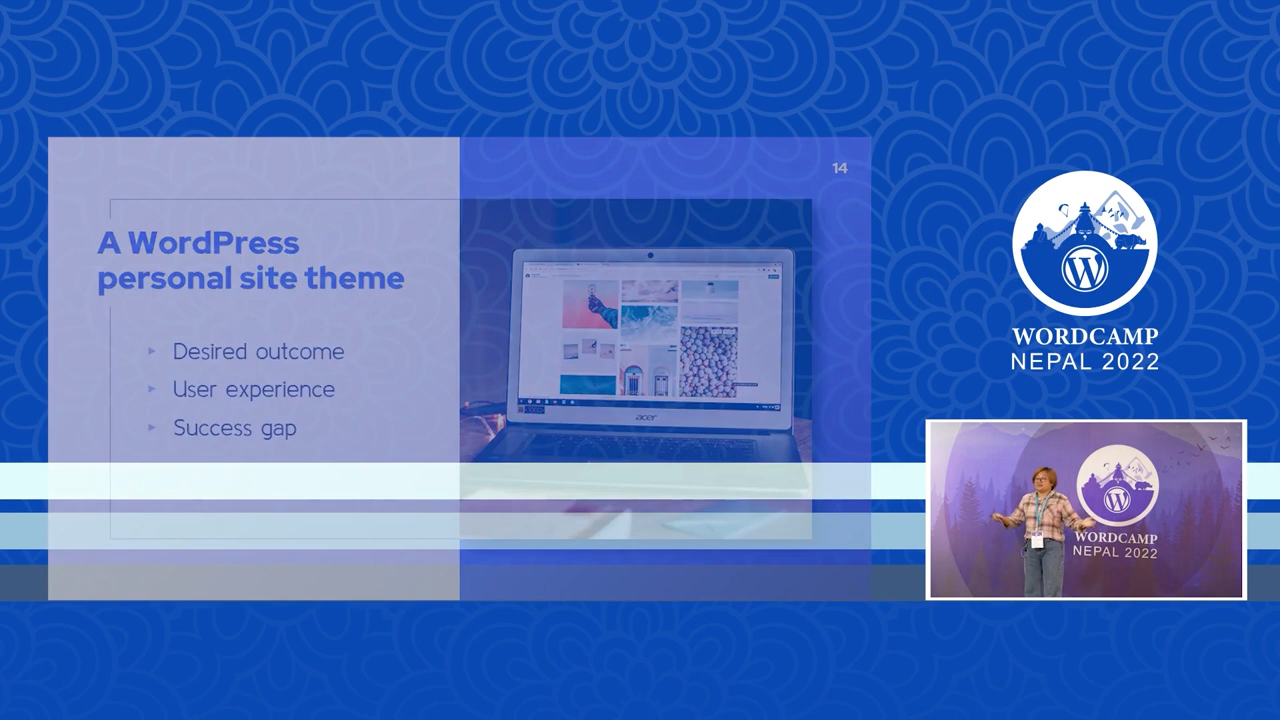 14
A WordPress
personal site theme
Desired outcome
User experience
Success gap
acer
WORDCAMP
NEPAL 2022
WORDCAMP
NEPAL 2022